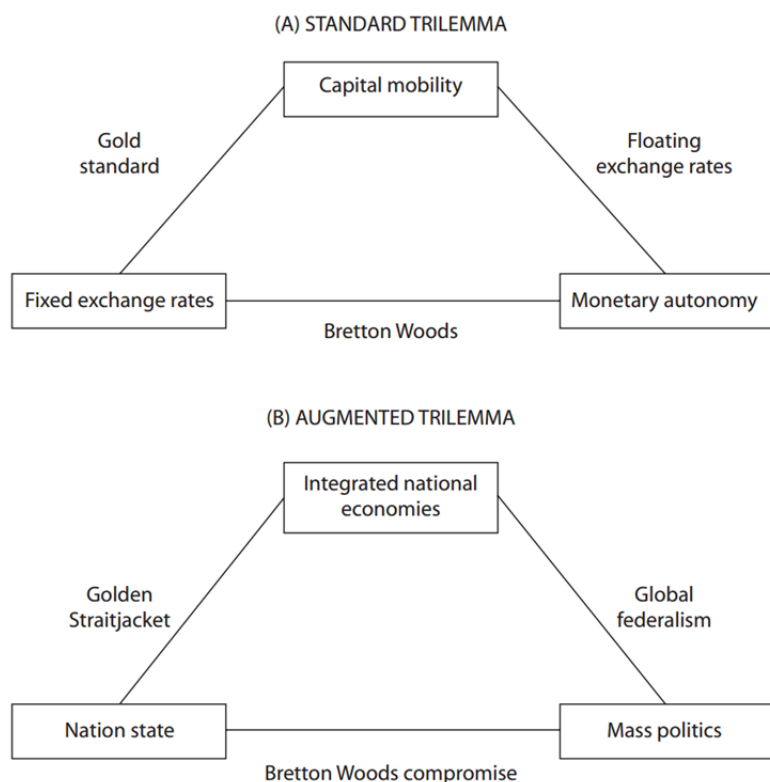 (A) STANDARD TRILEMMA
Capital mobility
Gold
standard
Floating
exchange rates
Fixed exchange rates
Monetary autonomy
Bretton Woods
(B) AUGMENTED TRILEMMA
Integrated national
economies
Golden
Straitjacket
Global
federalism
Nation state
Mass politics
Bretton Woods compromise